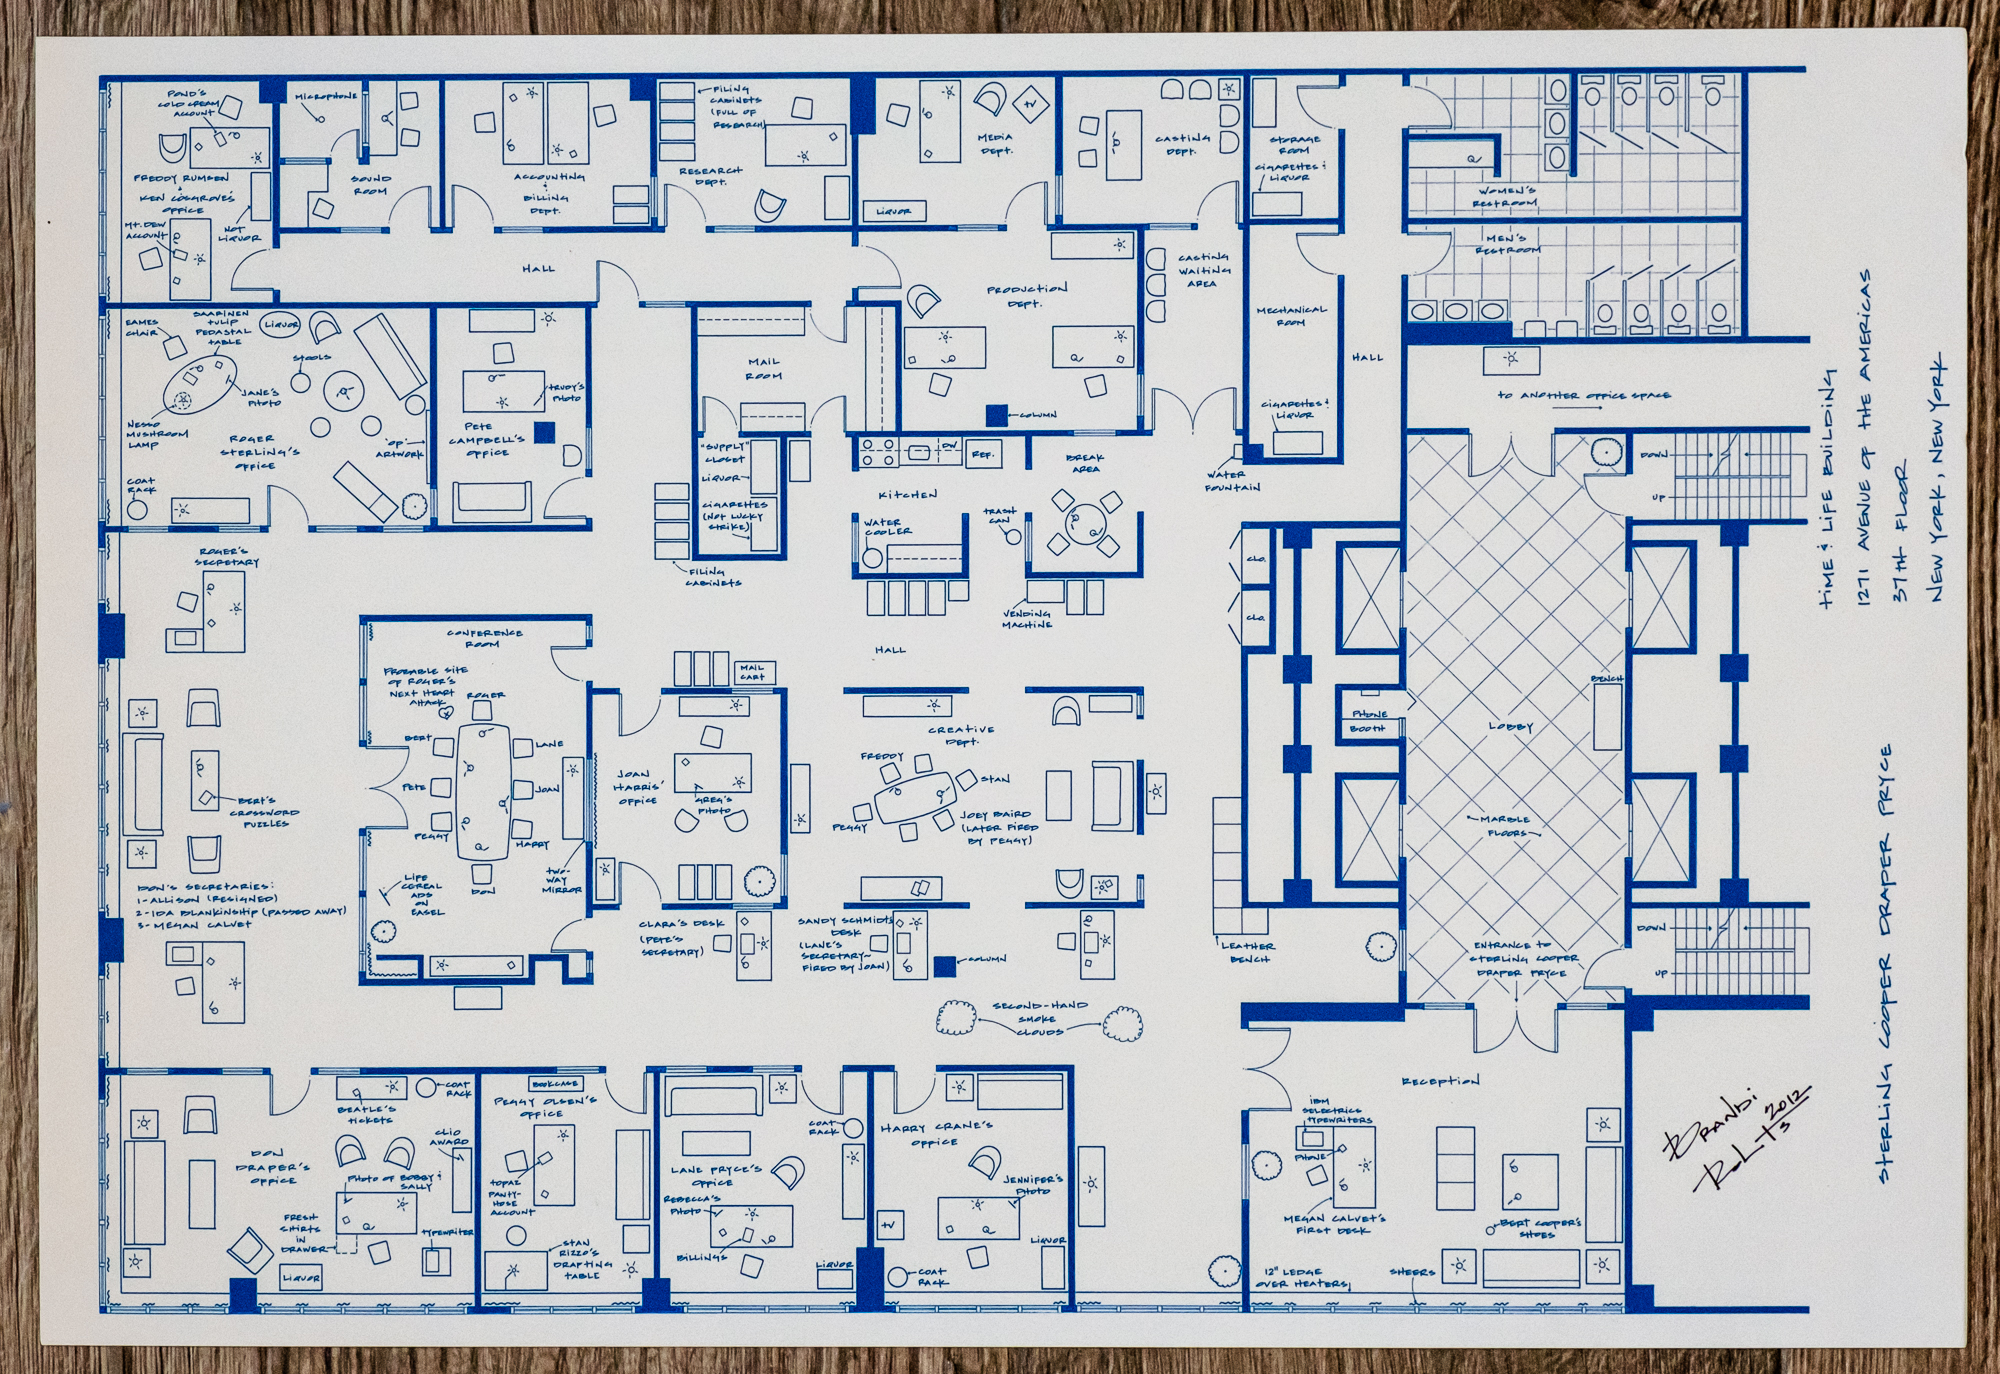 POND'S
COLD CREAM
ACCOUNT
FREDDY RUMSEN
&
KEN COSGROVE'S
OFFICE
MT. DEW
ACCOUNT
NOT
LIQUOR
MICROPHONE
SOUND
ROOM
ACCOUNTING
&
BILLING
DEPT.
FILING
CABINETS
(FULL OF
RESEARCH)
RESEARCH
DEPT.
TV
MEDIA
DEPT.
LIQUOR
CASTING
DEPT.
STORAGE
ROOM
CIGARETTES &
LIQUOR
WOMEN'S
RESTROOM
MEN'S
RESTROOM
HALL
PRODUCTION
DEPT.
COLUMN
CASTING
WAITING
AREA
MECHANICAL
ROOM
CIGARETTES &
LIQUOR
HALL
TO ANOTHER OFFICE SPACE
EAMES
CHAIR
SAARINEN
TULIP
PEDASTAL
TABLE
LIQUOR
STOOLS
JANE'S
PHOTO
NESSO
MUSHROOM
LAMP
ROGER
STERLING'S
OFFICE
"OP"
ARTWORK
COAT
RACK
TRUDY'S
PHOTO
PETE
CAMPBELL'S
OFFICE
MAIL
ROOM
"SUPPLY"
CLOSET
LIQUOR
CIGARETTES
(NOT LUCKY
STRIKE)
FILING
CABINETS
DW
REF.
KITCHEN
WATER
COOLER
BREAK
AREA
TRASH
CAN
VENDING
MACHINE
WATER
FOUNTAIN
DOWN
UP
CLO.
CLO.
ROGER'S
SECRETARY
CONFERENCE
ROOM
PROBABLE SITE
OF ROGER'S
NEXT HEART
ATTACK
ROGER
BERT
LANE
PETE
JOAN
PEGGY
HARRY
DON
LIFE
CEREAL
ADS
ON
EASEL
TWO-
WAY
MIRROR
HALL
MAIL
CART
JOAN
HARRIS'
OFFICE
GREG'S
PHOTO
CREATIVE
DEPT.
FREDDY
STAN
PEGGY
JOEY BAIRD
(LATER FIRED
BY PEGGY)
PHONE
BOOTH
LOBBY
BENCH
MARBLE
FLOORS
BERT'S
CROSSWORD
PUZZLES
DON'S SECRETARIES:
1-ALLISON (RESIGNED)
2-IDA BLANKINSHIP (PASSED AWAY)
3-MEGAN CALVET
CLARA'S DESK
(PETE'S
SECRETARY)
SANDY SCHMIDT'S
DESK
(LANE'S
SECRETARY~
FIRED BY JOAN)
COLUMN
LEATHER
BENCH
ENTRANCE TO
STERLING COOPER
DRAPER PRYCE
DOWN
UP
SECOND-HAND
SMOKE
CLOUDS
COAT
RACK
BEATLE'S
TICKETS
CLIO
AWARD
DON
DRAPER'S
OFFICE
PHOTO OF BOBBY &
SALLY
FRESH
SHIRTS
IN
DRAWER
TYPEWRITER
LIQUOR
BOOKCASE
PEGGY OLSEN'S
OFFICE
TOPAZ
PANTY-
HOSE
ACCOUNT
STAN
RIZZO'S
DRAFTING
TABLE
COAT
RACK
LANE PRYCE'S
OFFICE
REBECCA'S
PHOTO
BILLINGS
LIQUOR
HARRY CRANE'S
OFFICE
JENNIFER'S
PHOTO
TV
LIQUOR
COAT
RACK
RECEPTION
IBM
SELECTRICS
TYPEWRITERS
PHONE
MEGAN CALVET'S
FIRST DESK
BERT COOPER'S
SHOES
12" LEDGE
OVER HEATERS
SHEERS
TIME & LIFE BUILDING
1271 AVENUE OF THE AMERICAS
37TH FLOOR
NEW YORK, NEW YORK
STERLING COOPER DRAPER PRYCE
BRANDI
2012